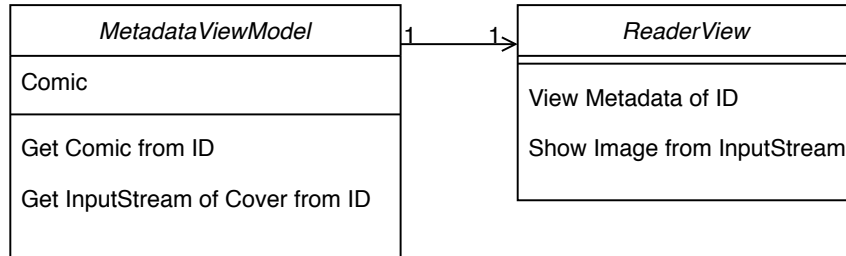 MetadataViewModel
Comic
Get Comic from ID
Get InputStream of Cover from ID
1
1
ReaderView
View Metadata of ID
Show Image from InputStream